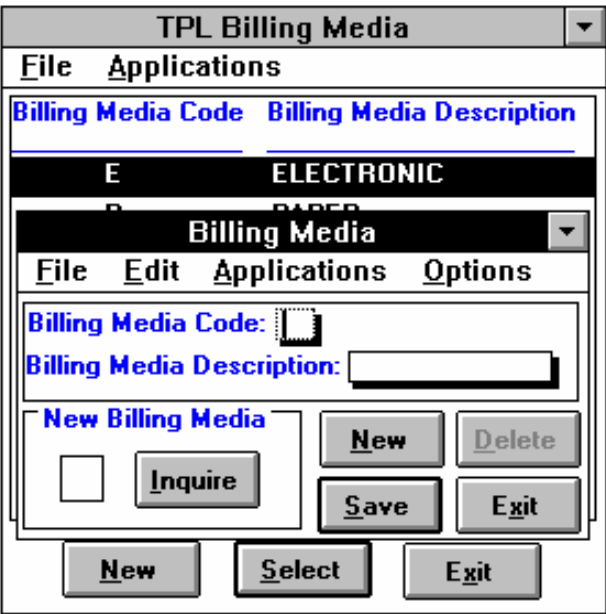 TPL Billing Media
File Applications
Billing Media Code Billing Media Description
E ELECTRONIC
Billing Media
File Edit Applications Options
Billing Media Code:
Billing Media Description:
New Billing Media
New Delete
Inquire
Save Exit
New Select Exit